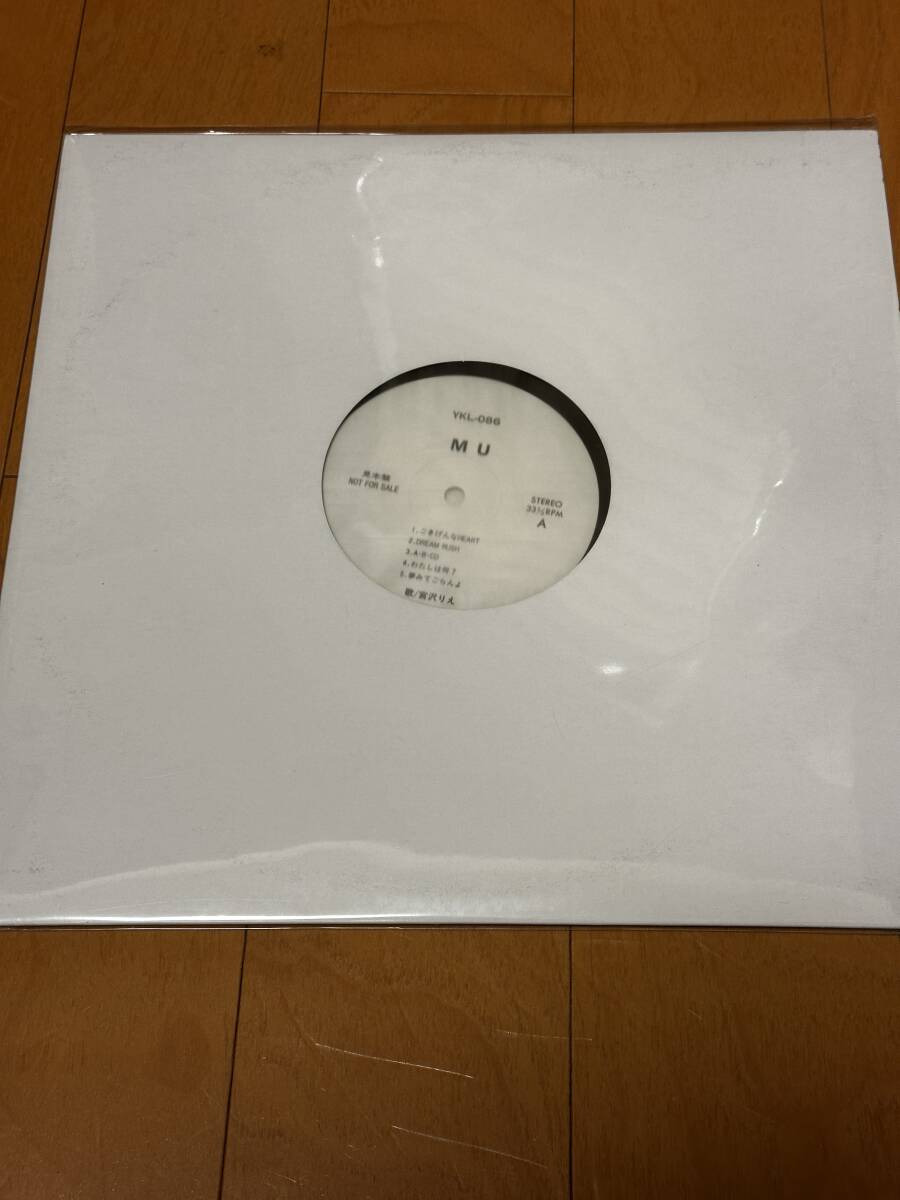 YKL-086
MU
見本盤
NOT FOR SALE
STEREO
33⅓RPM
A
1.ごきげんなHEART
2.DREAM RUSH
3.A-B-CD
4.わたしは何？
5.夢みてごらんよ
歌/宮沢りえ